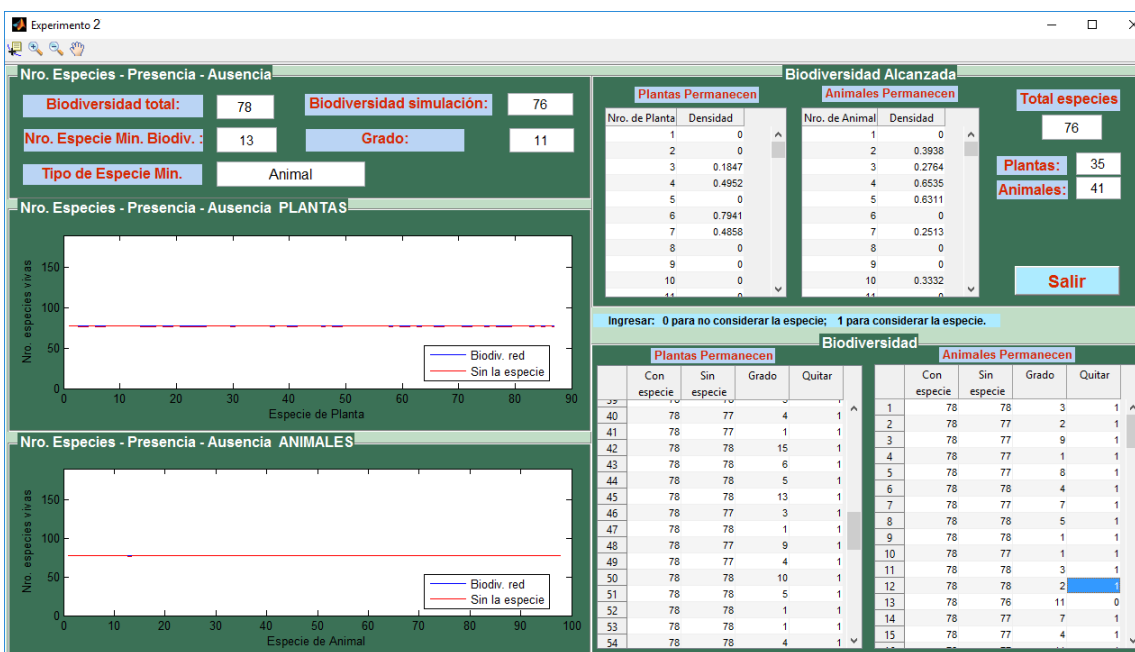 Experimento 2
Nro. Especies - Presencia - Ausencia
Biodiversidad total: 78 Biodiversidad simulación: 76
Nro. Especie Min. Biodiv. : 13 Grado: 11
Tipo de Especie Min. Animal
Nro. Especies - Presencia - Ausencia PLANTAS
Nro. especies vivas
150
100
50
0
0 10 20 30 40 50 60 70 80 90
Especie de Planta
Biodiv. red
Sin la especie
Nro. Especies - Presencia - Ausencia ANIMALES
Nro. especies vivas
150
100
50
0
0 10 20 30 40 50 60 70 80 90 100
Especie de Animal
Biodiv. red
Sin la especie
Biodiversidad Alcanzada
Plantas Permanecen
Nro. de Planta Densidad
1 0
2 0
3 0.1847
4 0.4952
5 0
6 0.7941
7 0.4858
8 0
9 0
10 0
11 0
Animales Permanecen
Nro. de Animal Densidad
1 0
2 0.3938
3 0.2764
4 0.6535
5 0.6311
6 0
7 0.2513
8 0
9 0
10 0.3332
11 0
Total especies
76
Plantas: 35
Animales: 41
Salir
Ingresar: 0 para no considerar la especie; 1 para considerar la especie.
Biodiversidad
Plantas Permanecen
Con especie Sin especie Grado Quitar
40 78 77 4 1
41 78 77 1 1
42 78 78 15 1
43 78 78 6 1
44 78 78 5 1
45 78 78 13 1
46 78 77 3 1
47 78 78 1 1
48 78 77 9 1
49 78 77 4 1
50 78 78 10 1
51 78 78 5 1
52 78 78 1 1
53 78 78 1 1
54 78 78 4 1
Animales Permanecen
Con especie Sin especie Grado Quitar
1 78 78 3 1
2 78 77 2 1
3 78 77 9 1
4 78 77 1 1
5 78 77 8 1
6 78 78 4 1
7 78 77 7 1
8 78 78 5 1
9 78 78 1 1
10 78 77 1 1
11 78 78 3 1
12 78 78 2 1
13 78 76 11 0
14 78 77 7 1
15 78 77 4 1